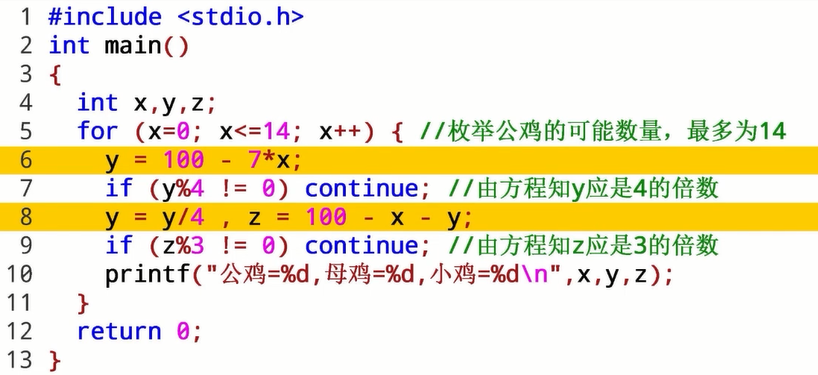 1 #include <stdio.h>
2 int main()
3 {
4   int x,y,z;
5   for (x=0; x<=14; x++) { //枚举公鸡的可能数量，最多为14
6     y = 100 - 7*x;
7     if (y%4 != 0) continue; //由方程知y应是4的倍数
8     y = y/4 , z = 100 - x - y;
9     if (z%3 != 0) continue; //由方程知z应是3的倍数
10     printf("公鸡=%d,母鸡=%d,小鸡=%d\n",x,y,z);
11   }
12   return 0;
13 }